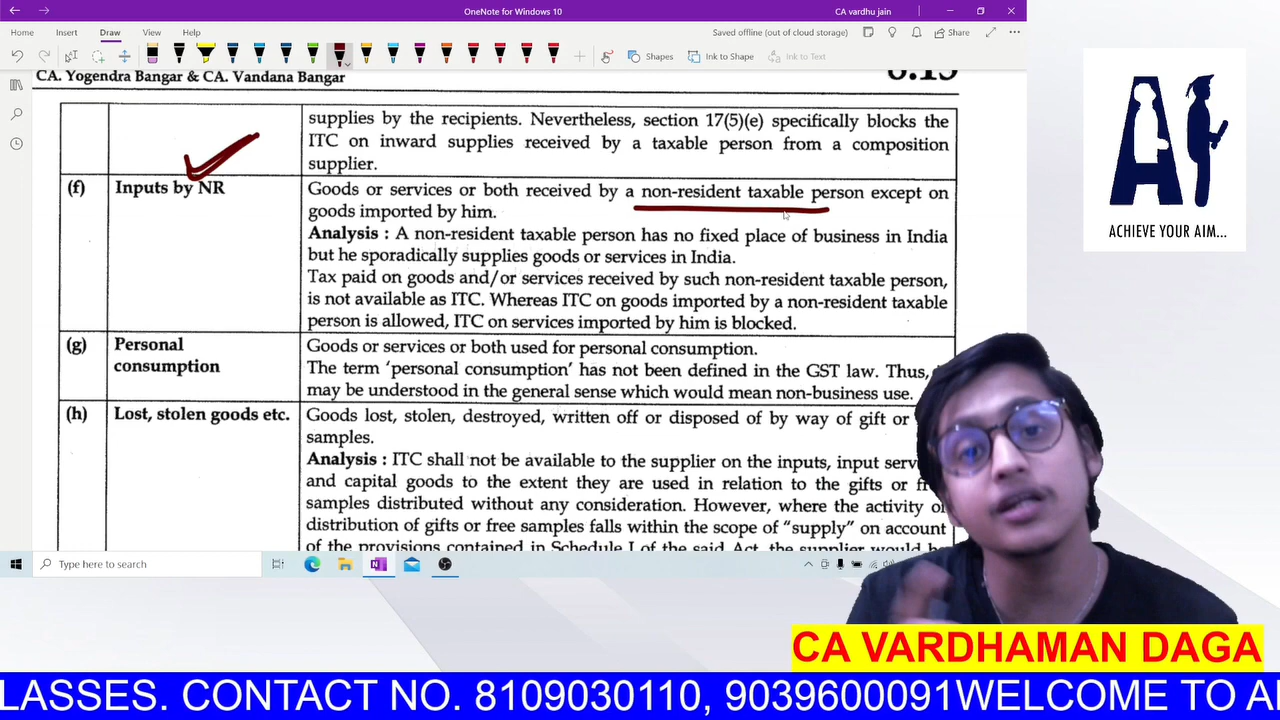 OneNote for Windows 10
CA vardhu jain
Home Insert Draw View Help
Saved offline (out of cloud storage)
Share
Shapes
Ink to Shape
Ink to Text
CA. Yogendra Bangar & CA. Vandana Bangar
supplies by the recipients. Nevertheless, section 17(5)(e) specifically blocks the
ITC on inward supplies received by a taxable person from a composition
supplier.
(f) Inputs by NR
Goods or services or both received by a non-resident taxable person except on
goods imported by him.
Analysis : A non-resident taxable person has no fixed place of business in India
but he sporadically supplies goods or services in India.
Tax paid on goods and/or services received by such non-resident taxable person,
is not available as ITC. Whereas ITC on goods imported by a non-resident taxable
person is allowed, ITC on services imported by him is blocked.
(g) Personal
consumption
Goods or services or both used for personal consumption.
The term 'personal consumption' has not been defined in the GST law. Thus,
may be understood in the general sense which would mean non-business use.
(h) Lost, stolen goods etc.
Goods lost, stolen, destroyed, written off or disposed of by way of gift or
samples.
Analysis : ITC shall not be available to the supplier on the inputs, input
and capital goods to the extent they are used in relation to the gifts or
samples distributed without any consideration. However, where the activity
distribution of gifts or free samples falls within the scope of "supply" on account
of the provisions contained in Schedule I of the said Act, the supplier would
Type here to search
A
ACHIEVE YOUR AIM...
CA VARDHAMAN DAGA
LASSES. CONTACT NO. 8109030110, 9039600091WELCOME TO